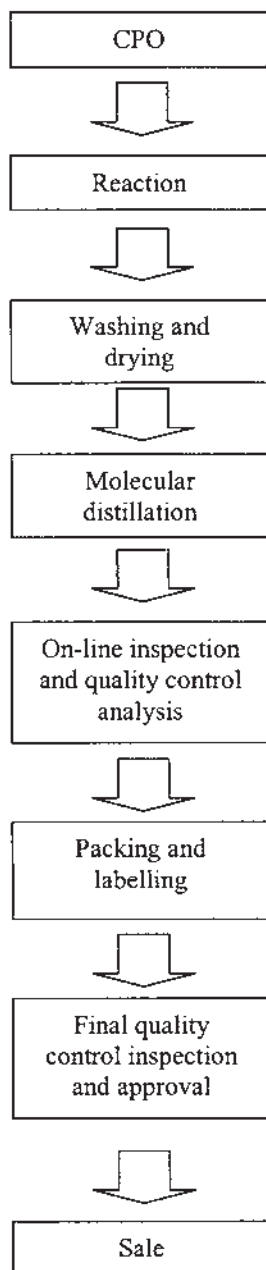 CPO
Reaction
Washing and
drying
Molecular
distillation
On-line inspection
and quality control
analysis
Packing and
labelling
Final quality
control inspection
and approval
Sale